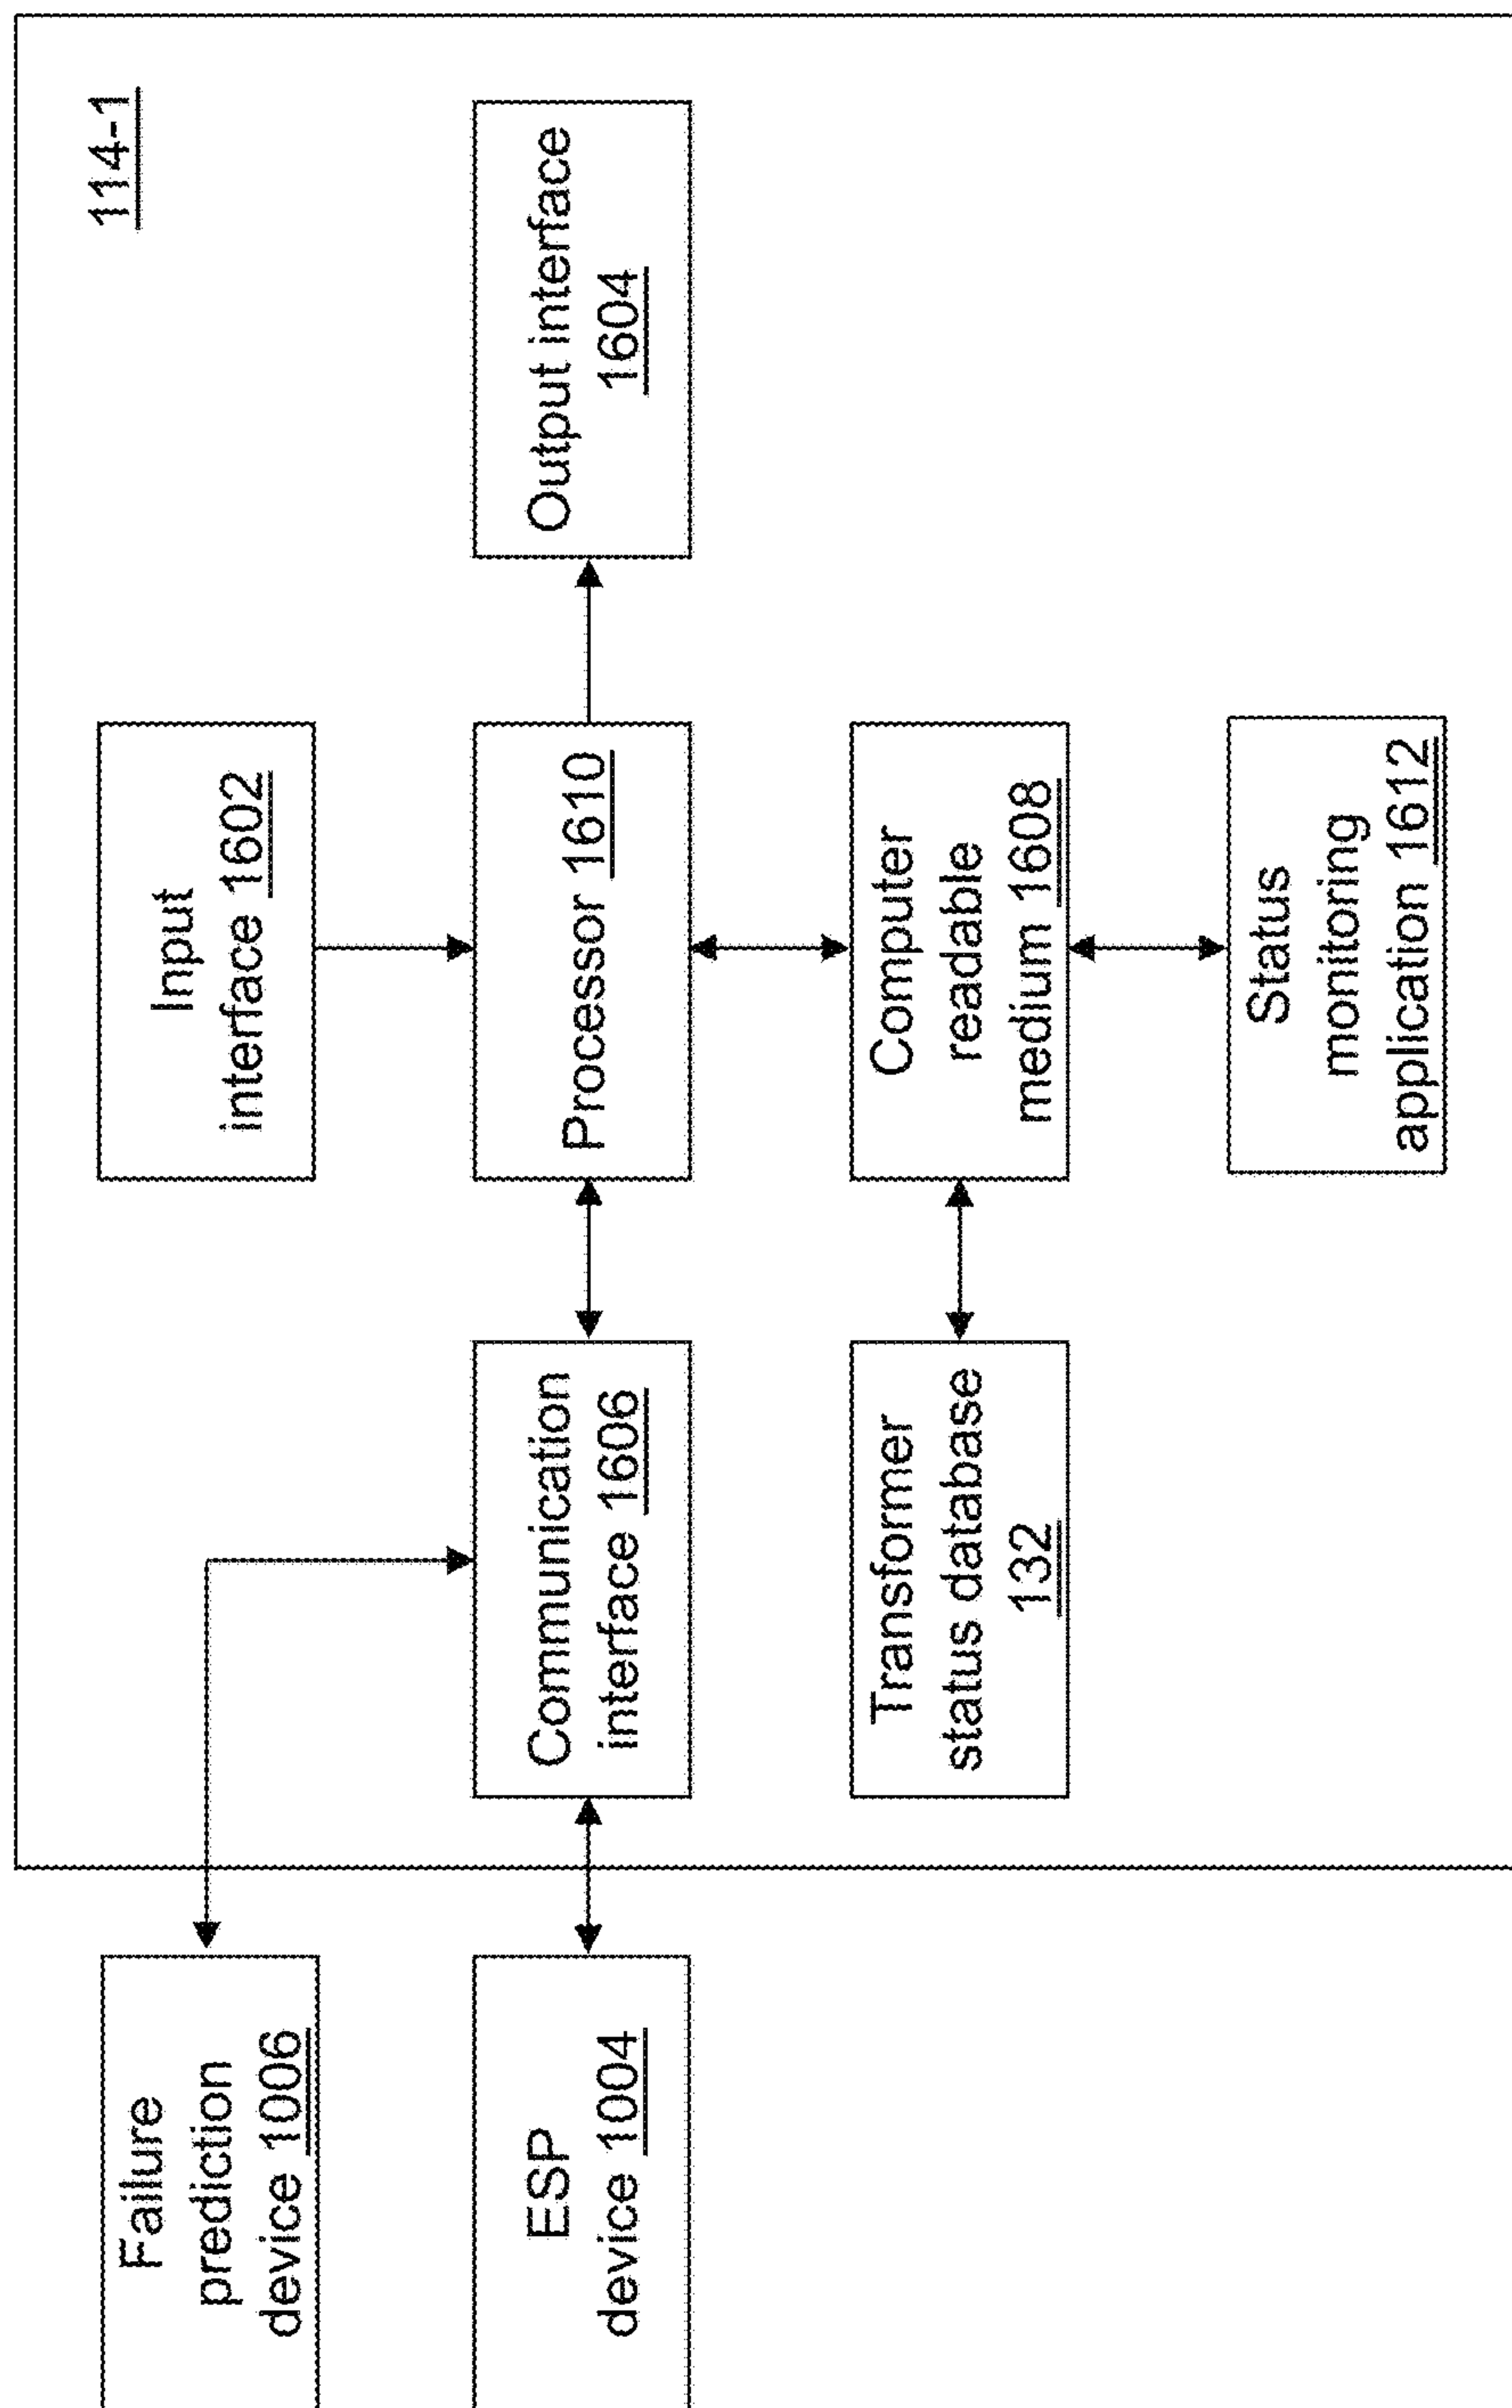 114-1
Failure
prediction
device 1006
Input
interface 1602
ESP
device 1004
Communication
interface 1606
Processor 1610
Output interface
1604
Transformer
status database
132
Computer
readable
medium 1608
Status
monitoring
application 1612